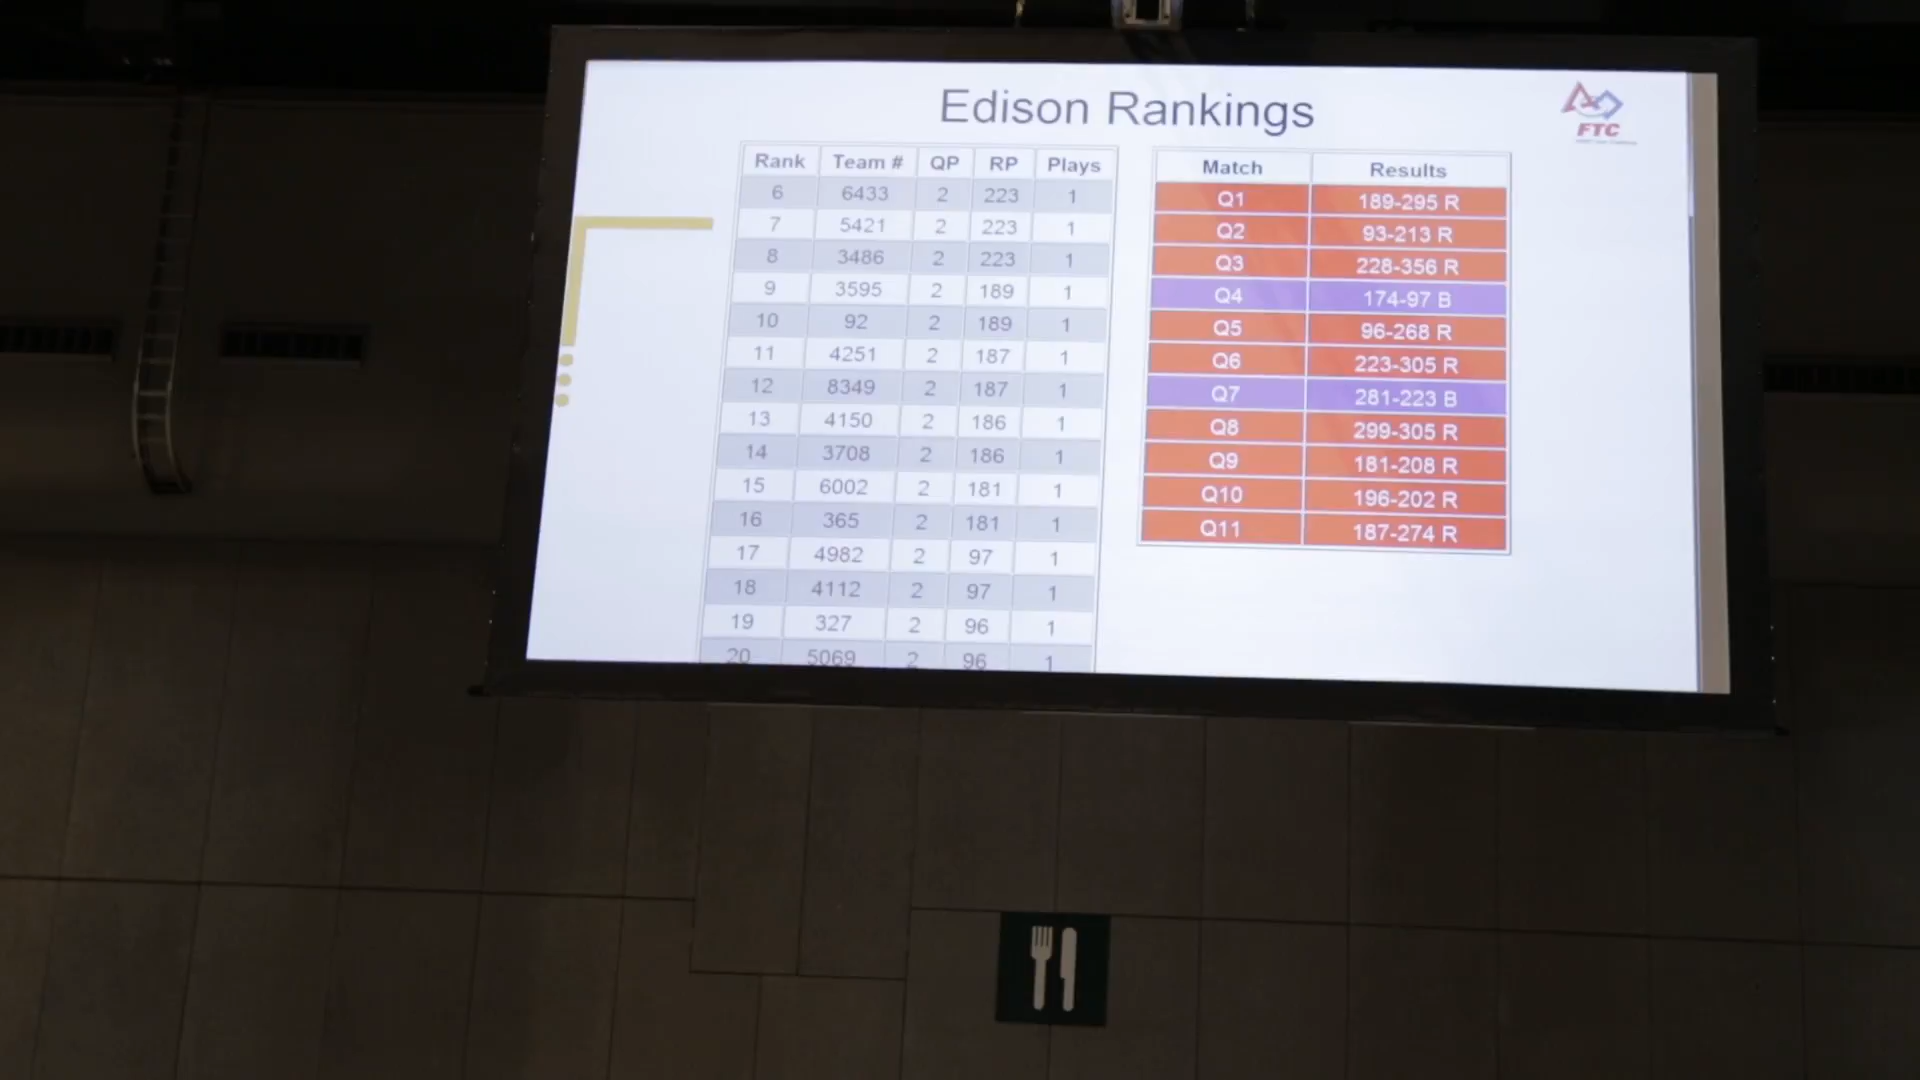 Edison Rankings
FTC
Rank Team # QP RP Plays
6 6433 2 223 1
7 5421 2 223 1
8 3486 2 223 1
9 3595 2 189 1
10 92 2 189 1
11 4251 2 187 1
12 8349 2 187 1
13 4150 2 186 1
14 3708 2 186 1
15 6002 2 181 1
16 365 2 181 1
17 4982 2 97 1
18 4112 2 97 1
19 327 2 96 1
20 5069 2 96 1
Match Results
Q1 189-295 R
Q2 93-213 R
Q3 228-356 R
Q4 174-97 B
Q5 96-268 R
Q6 223-305 R
Q7 281-223 B
Q8 299-305 R
Q9 181-208 R
Q10 196-202 R
Q11 187-274 R